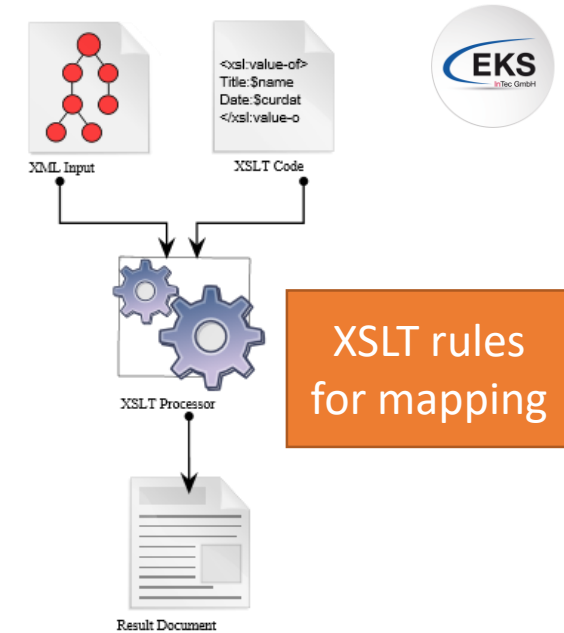 <xsl:value-of>
Title:$name
Date:$curdat
</xsl:value-o
EKS
InTec GmbH
XML Input
XSLT Code
XSLT rules
for mapping
XSLT Processor
Result Document